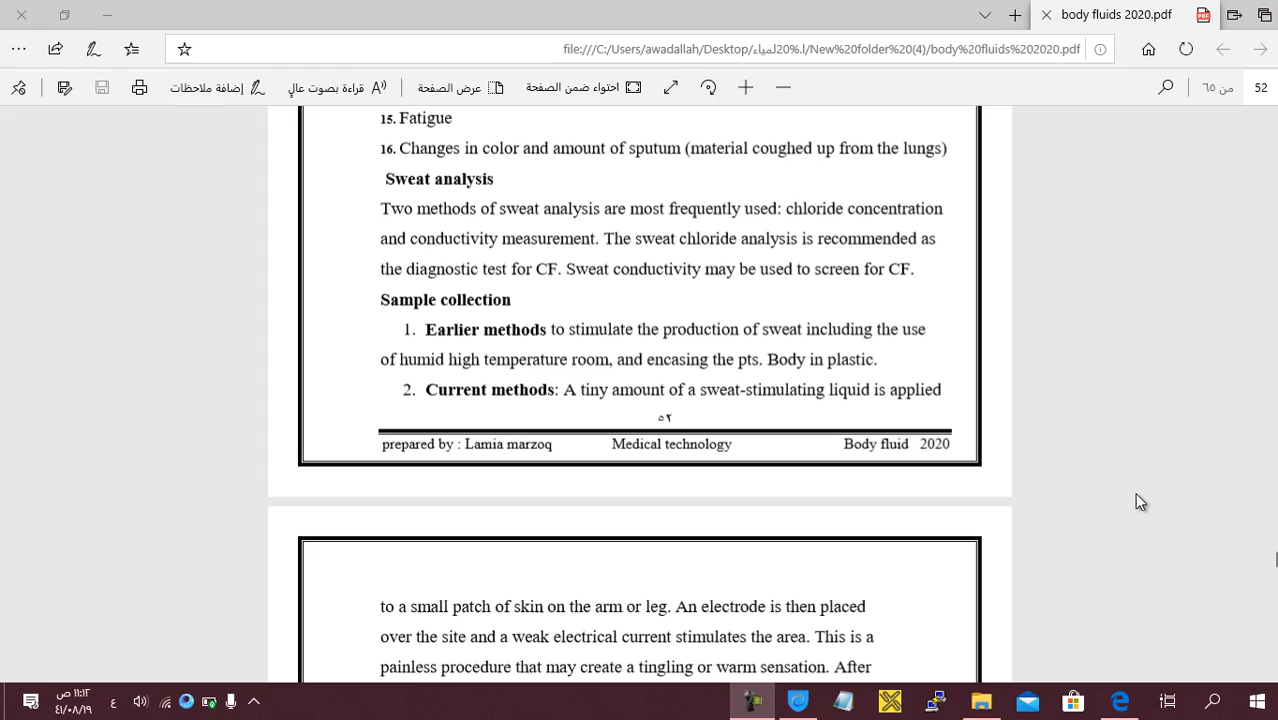 body fluids 2020.pdf
file:///C:/Users/awadallah/Desktop/لمياء%20.ا/New%20folder%20(4)/body%20fluids%202020.pdf
52 من ٦٥
احتواء ضمن الصفحة
عرض الصفحة
قراءة بصوت عالٍ
إضافة ملاحظات
15. Fatigue
16. Changes in color and amount of sputum (material coughed up from the lungs)
Sweat analysis
Two methods of sweat analysis are most frequently used: chloride concentration
and conductivity measurement. The sweat chloride analysis is recommended as
the diagnostic test for CF. Sweat conductivity may be used to screen for CF.
Sample collection
1. Earlier methods to stimulate the production of sweat including the use
of humid high temperature room, and encasing the pts. Body in plastic.
2. Current methods: A tiny amount of a sweat-stimulating liquid is applied
٥٢
prepared by : Lamia marzoq Medical technology Body fluid 2020
to a small patch of skin on the arm or leg. An electrode is then placed
over the site and a weak electrical current stimulates the area. This is a
painless procedure that may create a tingling or warm sensation. After
١١:١٢ ص
٤١/٠٨/١٩
ع